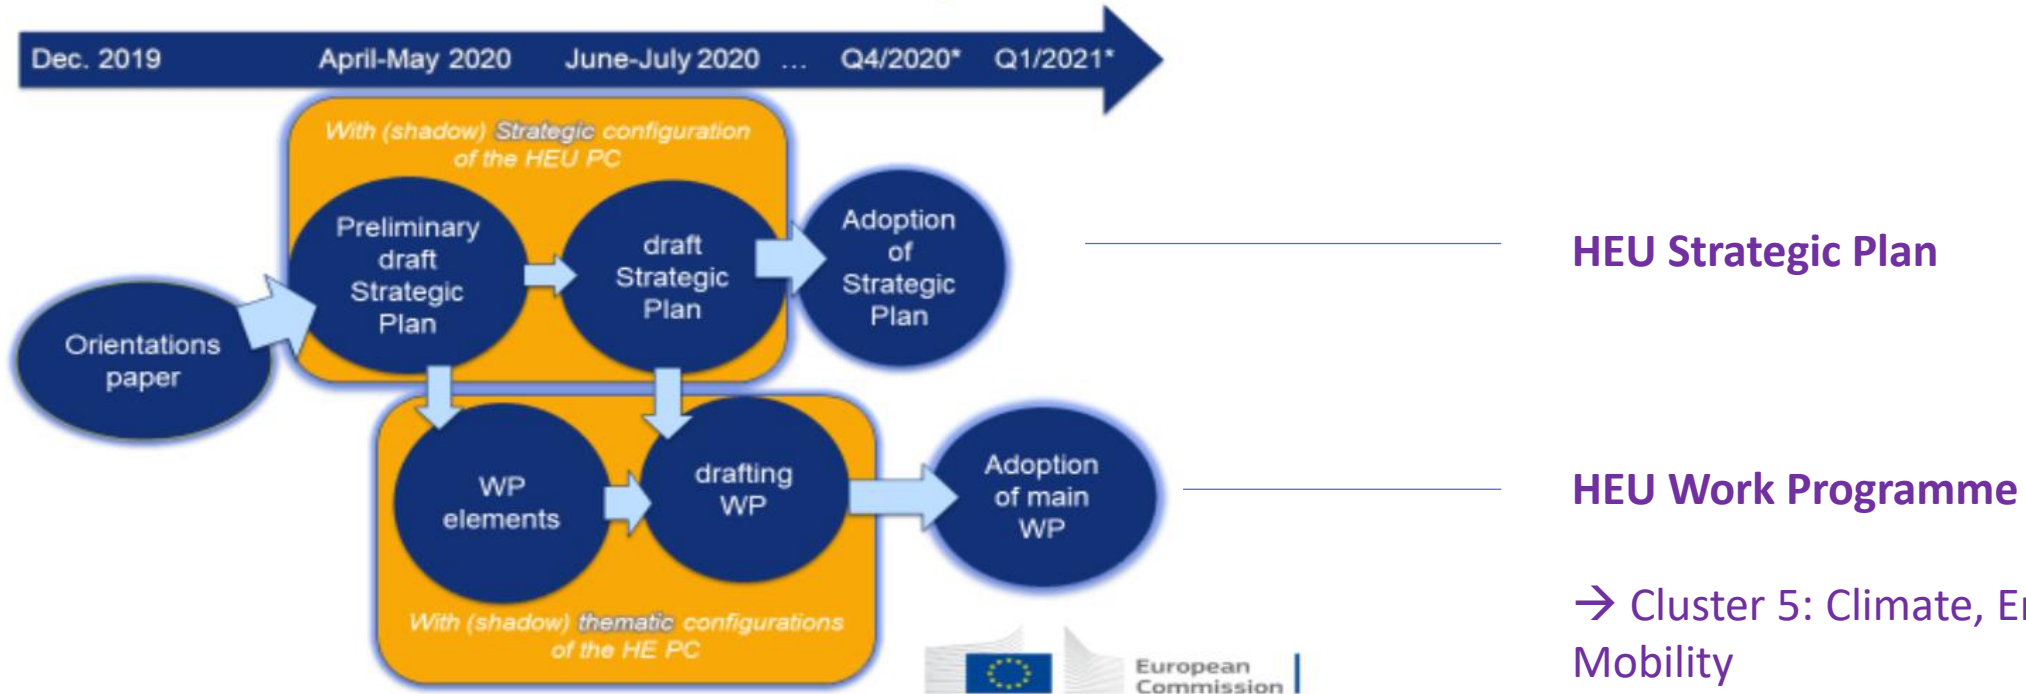 Dec. 2019 April-May 2020 June-July 2020 ... Q4/2020* Q1/2021*
With (shadow) Strategic configuration
of the HEU PC
Orientations
paper
Preliminary
draft
Strategic
Plan
draft
Strategic
Plan
Adoption
of
Strategic
Plan
HEU Strategic Plan
WP
elements
drafting
WP
Adoption
of main
WP
HEU Work Programme
With (shadow) thematic configurations
of the HE PC
→ Cluster 5: Climate,
Mobility
European
Commission